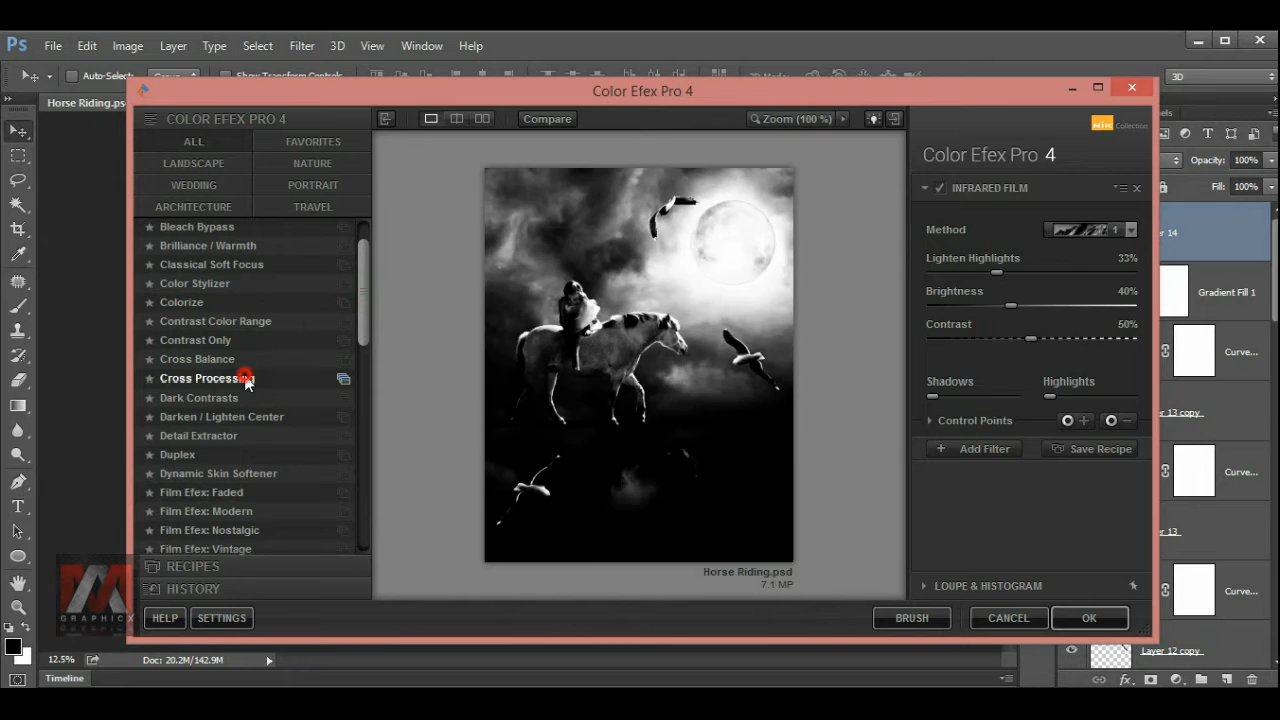 Ps File Edit Image Layer Type Select Filter 3D View Window Help
Auto-Select: Group Show Transform Controls 3D
Horse Riding.ps
Color Efex Pro 4
COLOR EFEX PRO 4
ALL FAVORITES
LANDSCAPE NATURE
WEDDING PORTRAIT
ARCHITECTURE TRAVEL
Bleach Bypass
Brilliance / Warmth
Classical Soft Focus
Color Stylizer
Colorize
Contrast Color Range
Contrast Only
Cross Balance
Cross Processing
Dark Contrasts
Darken / Lighten Center
Detail Extractor
Duplex
Dynamic Skin Softener
Film Efex: Faded
Film Efex: Modern
Film Efex: Nostalgic
Film Efex: Vintage
RECIPES
HISTORY
HELP SETTINGS
Compare
Zoom (100 %)
Horse Riding.psd
7.1 MP
Nik Collection
Color Efex Pro 4
INFRARED FILM
Method 1
Lighten Highlights 33%
Brightness 40%
Contrast 50%
Shadows Highlights
Control Points
Add Filter Save Recipe
LOUPE & HISTOGRAM
BRUSH CANCEL OK
Opacity: 100%
Fill: 100%
er 14
Gradient Fill 1
Curve...
13 copy
Curve...
13
Curve...
Layer 12 copy
GRAPHICX
12.5% Doc: 20.2M/142.9M
Timeline